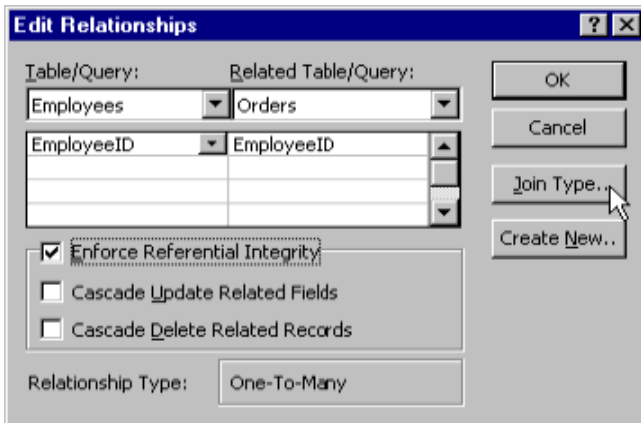 Edit Relationships
Table/Query: Related Table/Query:
Employees Orders
EmployeeID EmployeeID
Enforce Referential Integrity
Cascade Update Related Fields
Cascade Delete Related Records
Relationship Type: One-To-Many
OK
Cancel
Join Type..
Create New..